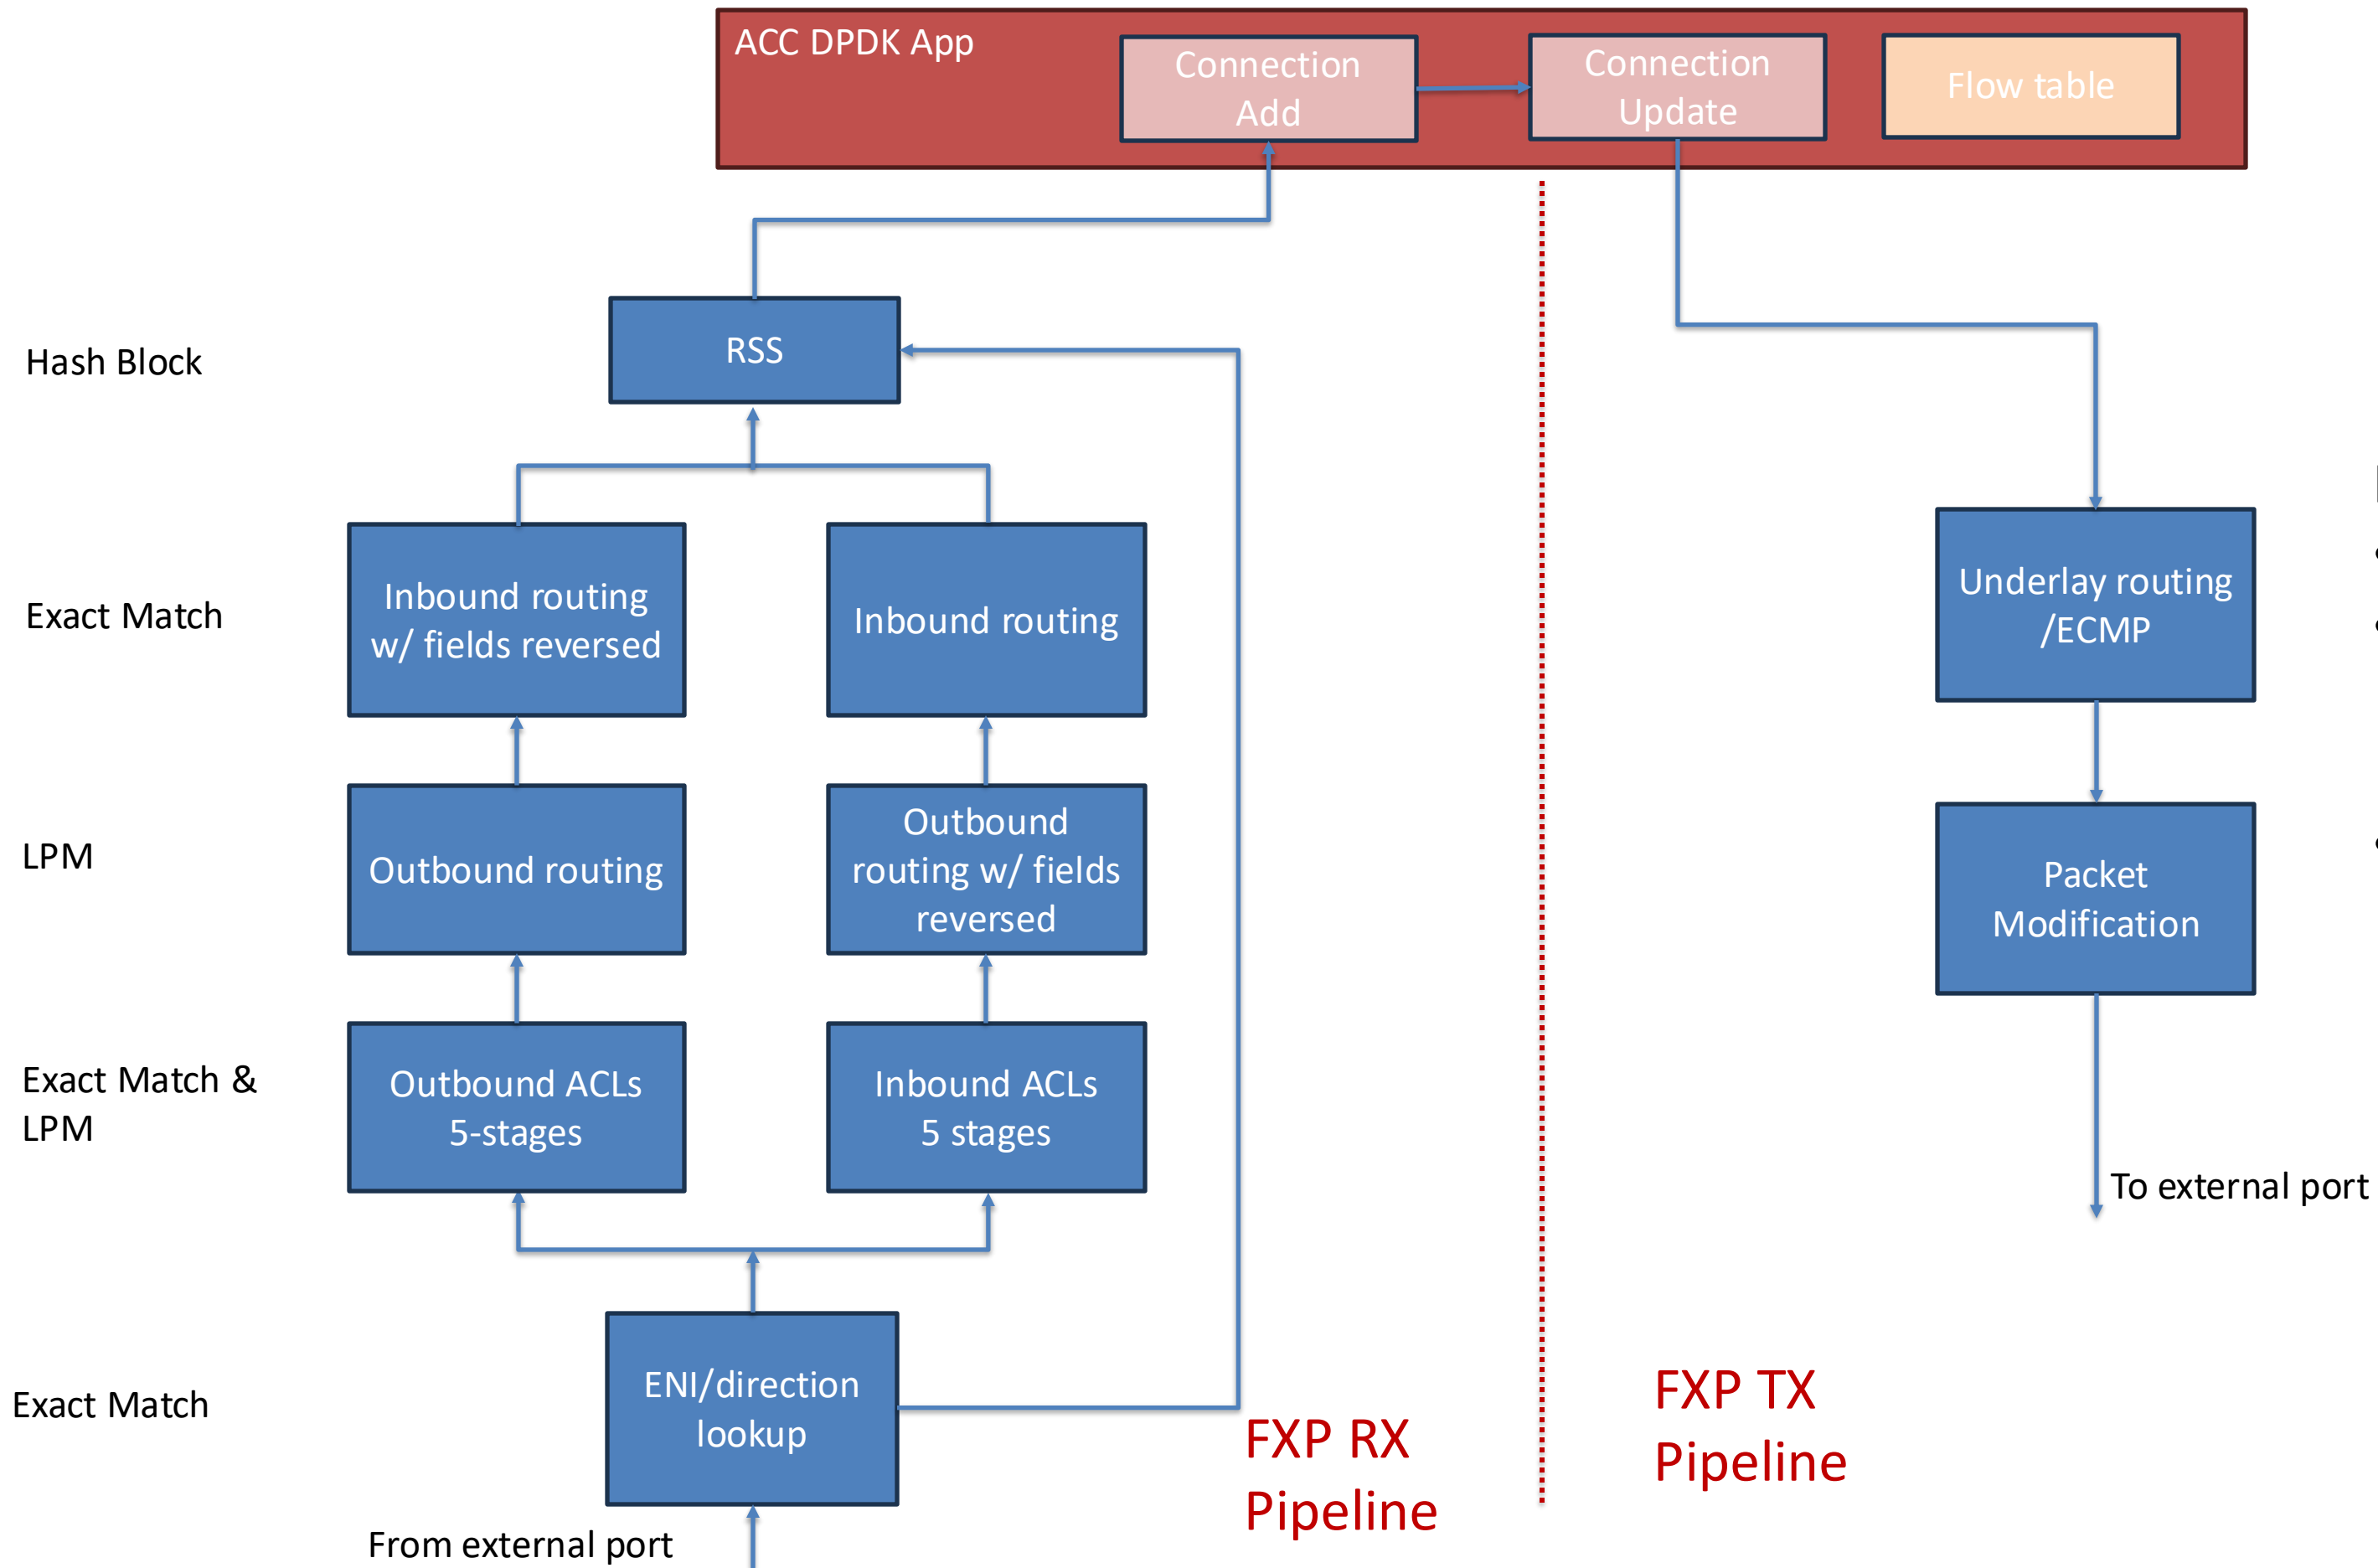 ACC DPDK App
Connection
Add
Connection
Update
Flow table
Hash Block
RSS
Exact Match
Inbound routing
w/ fields reversed
Inbound routing
Underlay routing
/ECMP
LPM
Outbound routing
Outbound
routing w/ fields
reversed
Packet
Modification
Exact Match &
LPM
Outbound ACLs
5-stages
Inbound ACLs
5 stages
To external port
Exact Match
ENI/direction
lookup
FXP RX
Pipeline
FXP TX
Pipeline
From external port